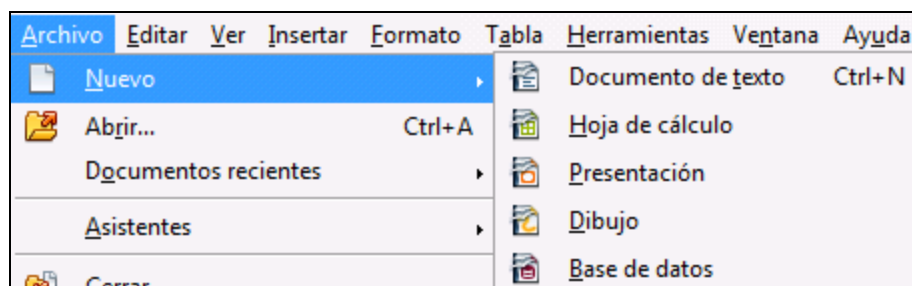 Archivo Editar Ver Insertar Formato Tabla Herramientas Ventana Ayuda
Nuevo
Documento de texto Ctrl+N
Abrir... Ctrl+A
Hoja de cálculo
Documentos recientes
Presentación
Asistentes
Dibujo
Cerrar
Base de datos